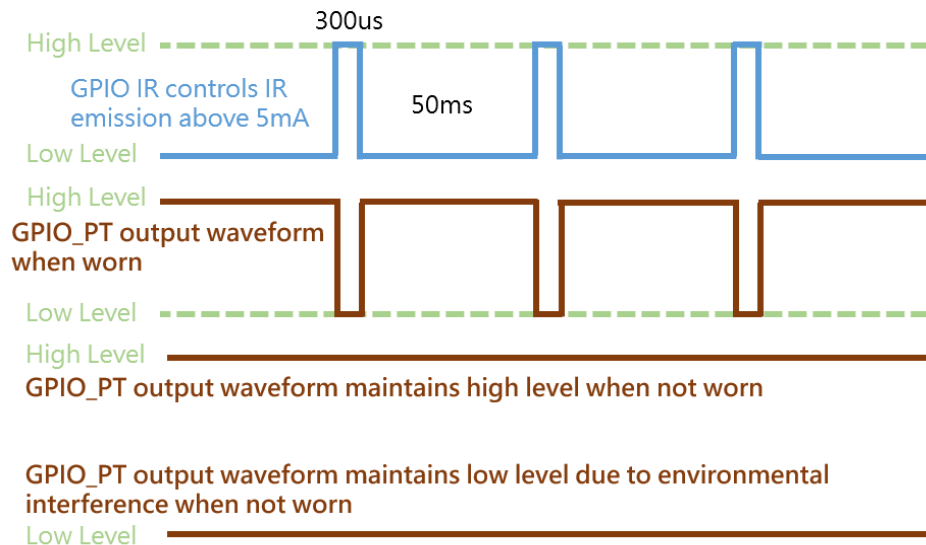 300us
High Level
GPIO IR controls IR
emission above 5mA
50ms
Low Level
High Level
GPIO_PT output waveform
when worn
Low Level
High Level
GPIO_PT output waveform maintains high level when not worn
GPIO_PT output waveform maintains low level due to environmental
interference when not worn
Low Level